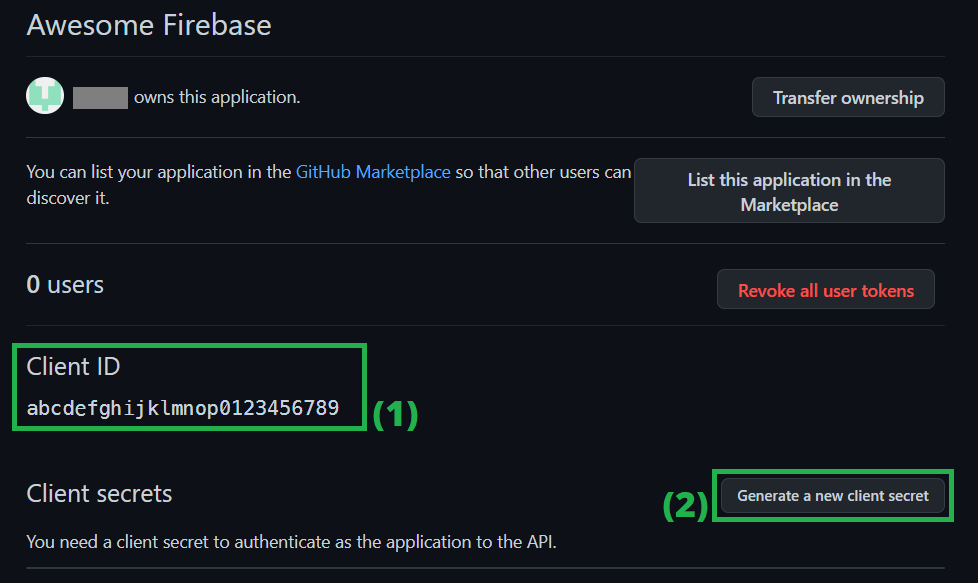 Awesome Firebase
owns this application.
Transfer ownership
You can list your application in the GitHub Marketplace so that other users can
discover it.
List this application in the
Marketplace
0 users
Revoke all user tokens
Client ID
abcdefghijklmnop0123456789
(1)
Client secrets
(2)
Generate a new client secret
You need a client secret to authenticate as the application to the API.